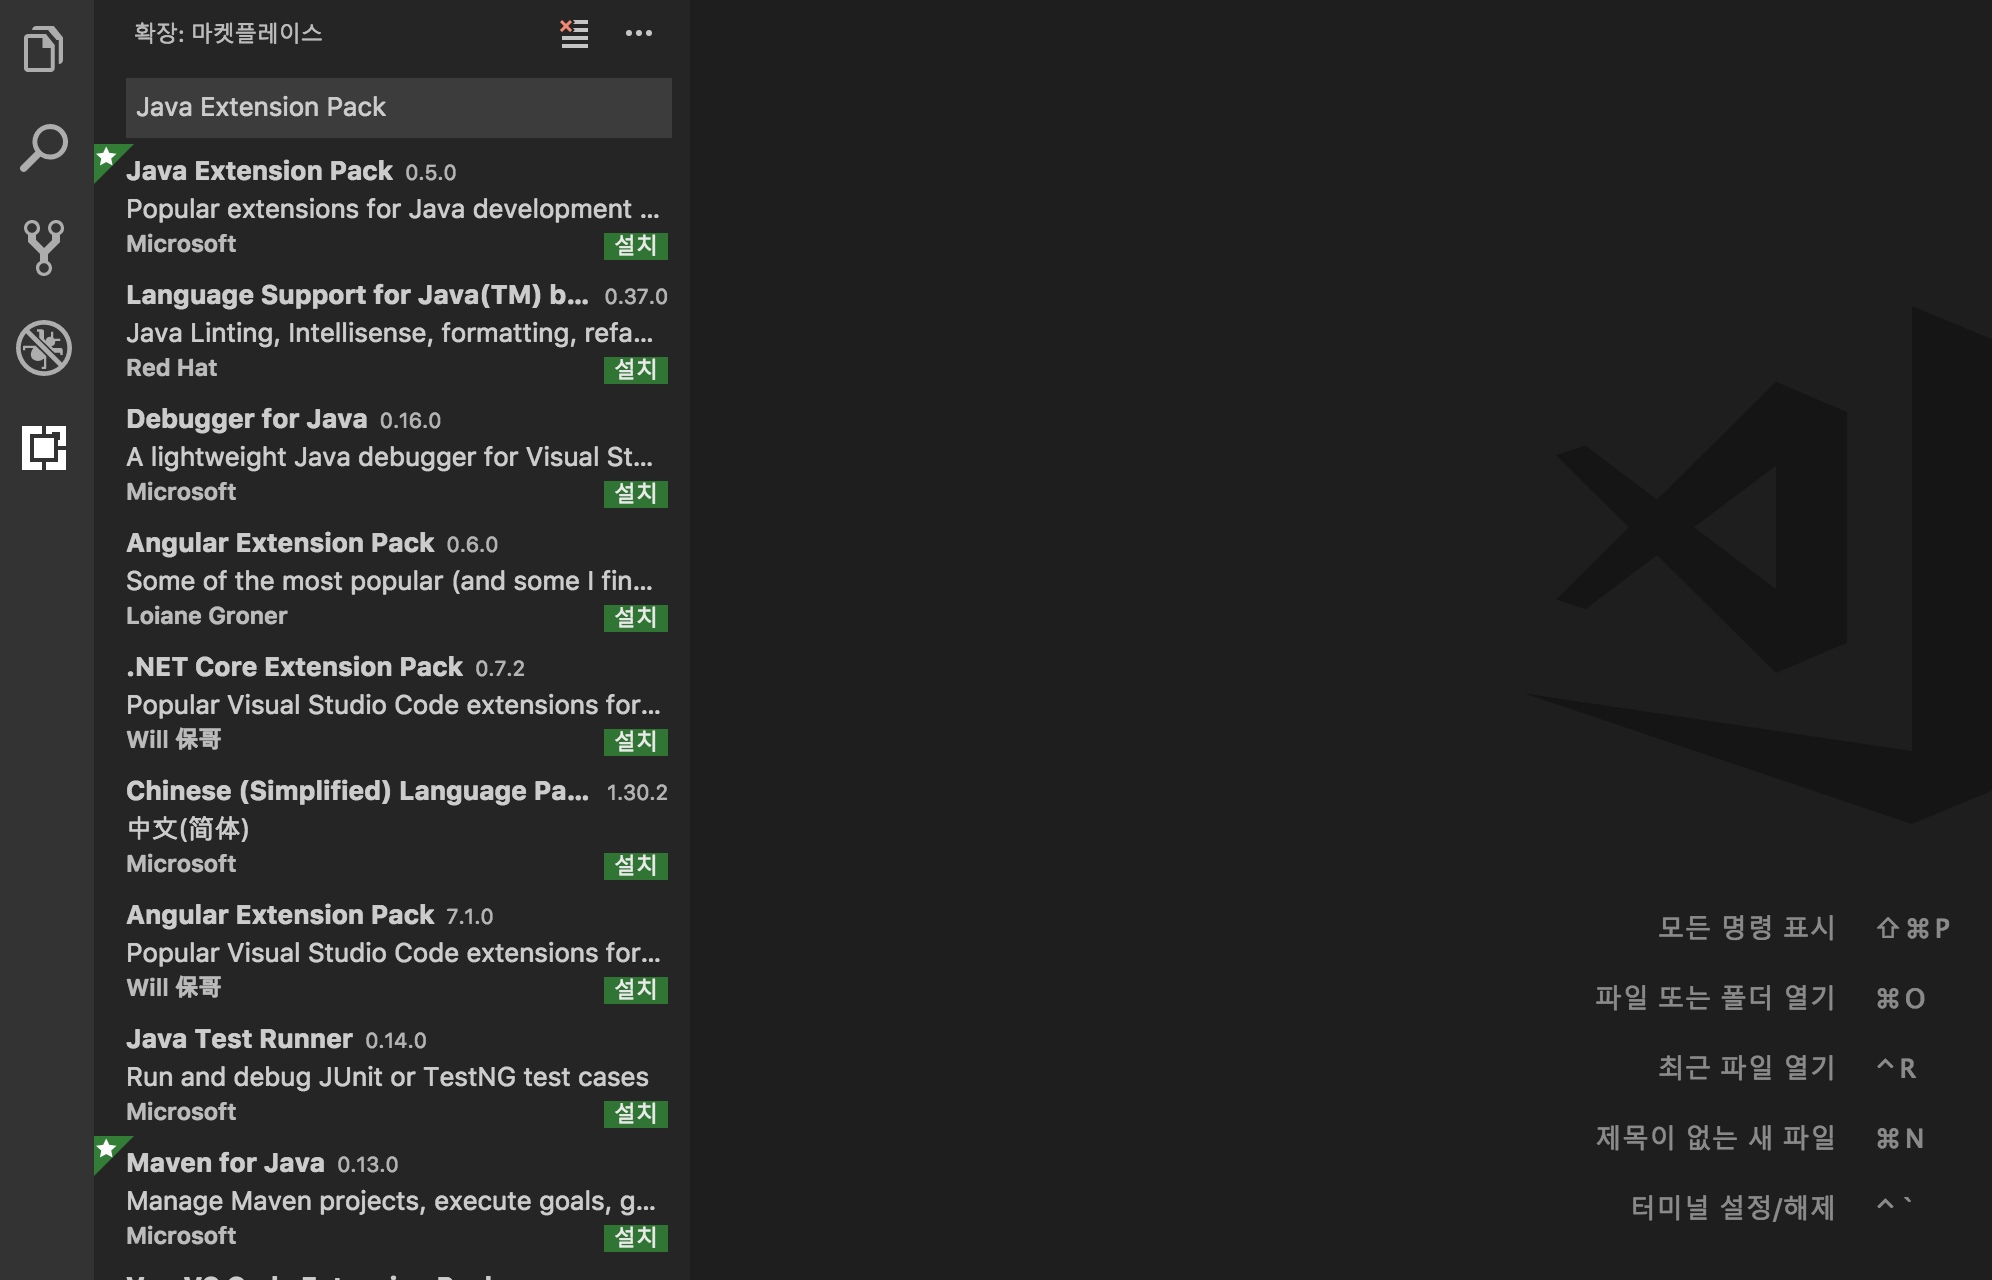 확장: 마켓플레이스
Java Extension Pack
Java Extension Pack 0.5.0
Popular extensions for Java development ...
Microsoft 설치
Language Support for Java(TM) b... 0.37.0
Java Linting, Intellisense, formatting, refa...
Red Hat 설치
Debugger for Java 0.16.0
A lightweight Java debugger for Visual St...
Microsoft 설치
Angular Extension Pack 0.6.0
Some of the most popular (and some I fin...
Loiane Groner 설치
.NET Core Extension Pack 0.7.2
Popular Visual Studio Code extensions for...
Will 保哥 설치
Chinese (Simplified) Language Pa... 1.30.2
中文(简体)
Microsoft 설치
Angular Extension Pack 7.1.0
Popular Visual Studio Code extensions for...
Will 保哥 설치
Java Test Runner 0.14.0
Run and debug JUnit or TestNG test cases
Microsoft 설치
Maven for Java 0.13.0
Manage Maven projects, execute goals, g...
Microsoft 설치
모든 명령 표시 ⇧⌘P
파일 또는 폴더 열기 ⌘O
최근 파일 열기 ^R
제목이 없는 새 파일 ⌘N
터미널 설정/해제 ^`